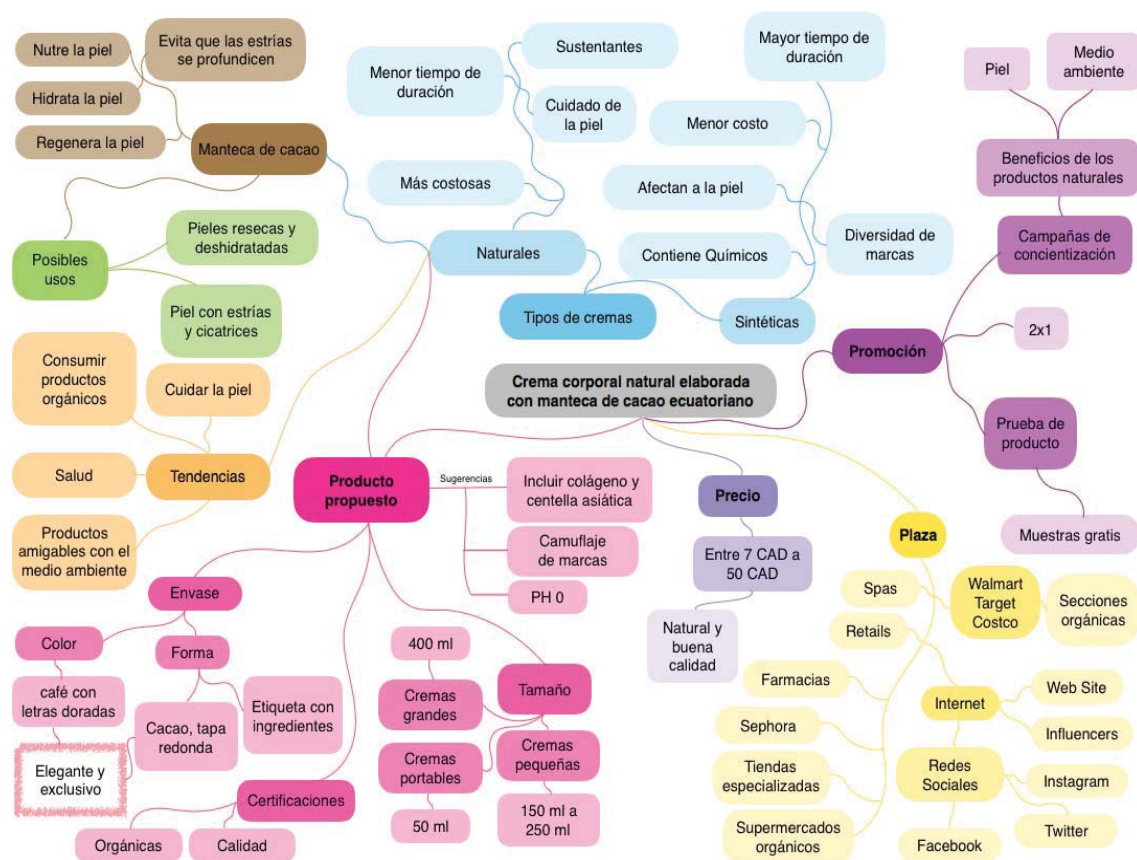 Nutre la piel
Evita que las estrías
se profundicen
Hidrata la piel
Regenera la piel
Manteca de cacao
Posibles
usos
Pieles resecas y
deshidratadas
Piel con estrías
y cicatrices
Sustentantes
Menor tiempo de
duración
Cuidado de
la piel
Más costosas
Naturales
Tipos de cremas
Mayor tiempo de
duración
Menor costo
Afectan a la piel
Contiene Químicos
Diversidad de
marcas
Sintéticas
Piel
Medio
ambiente
Beneficios de los
productos naturales
Campañas de
concientización
2x1
Promoción
Prueba de
producto
Muestras gratis
Consumir
productos
orgánicos
Cuidar la piel
Salud
Tendencias
Productos
amigables con el
medio ambiente
Crema corporal natural elaborada
con manteca de cacao ecuatoriano
Producto
propuesto
Sugerencias
Incluir colágeno y
centella asiática
Camuflaje
de marcas
PH 0
Precio
Entre 7 CAD a
50 CAD
Natural y
buena
calidad
Plaza
Spas
Walmart
Target
Costco
Secciones
orgánicas
Retails
Farmacias
Internet
Web Site
Influencers
Sephora
Redes
Sociales
Instagram
Twitter
Facebook
Tiendas
especializadas
Supermercados
orgánicos
Envase
Color
Forma
café con
letras doradas
Cacao, tapa
redonda
Etiqueta con
ingredientes
Elegante y
exclusivo
Certificaciones
Orgánicas
Calidad
400 ml
Cremas
grandes
Tamaño
Cremas
portables
Cremas
pequeñas
50 ml
150 ml a
250 ml